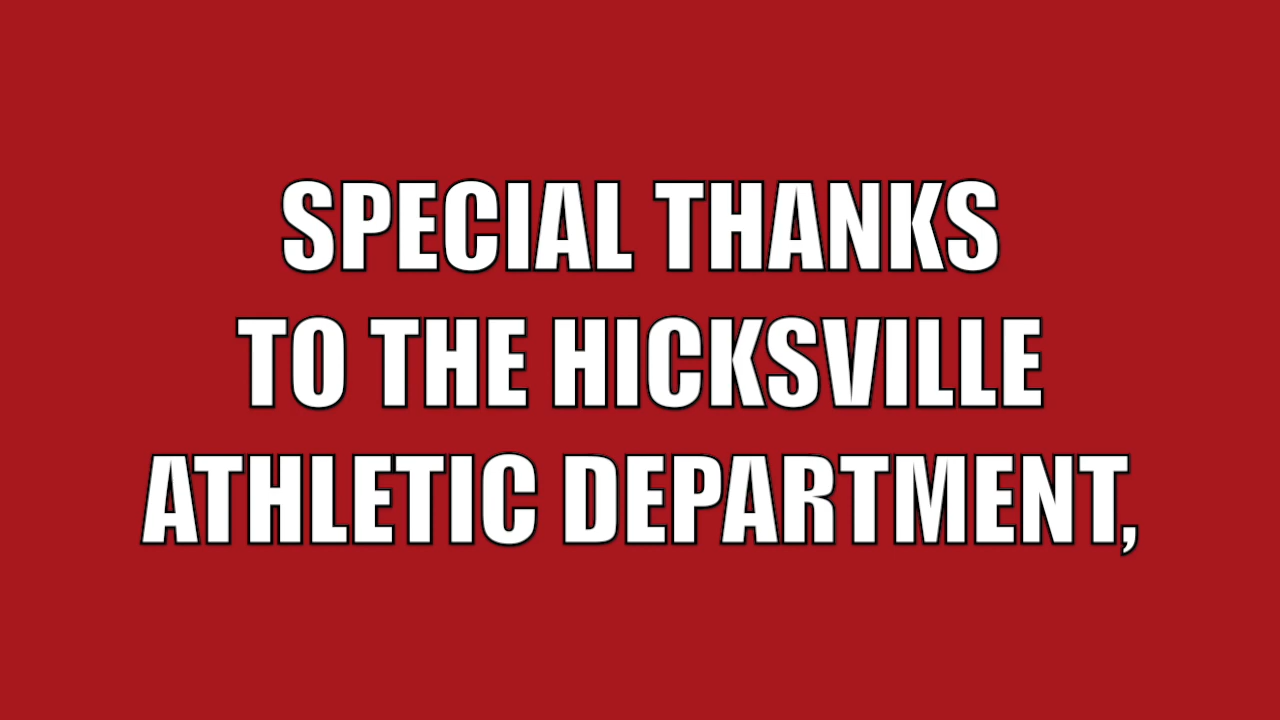 SPECIAL THANKS
TO THE HICKSVILLE
ATHLETIC DEPARTMENT,